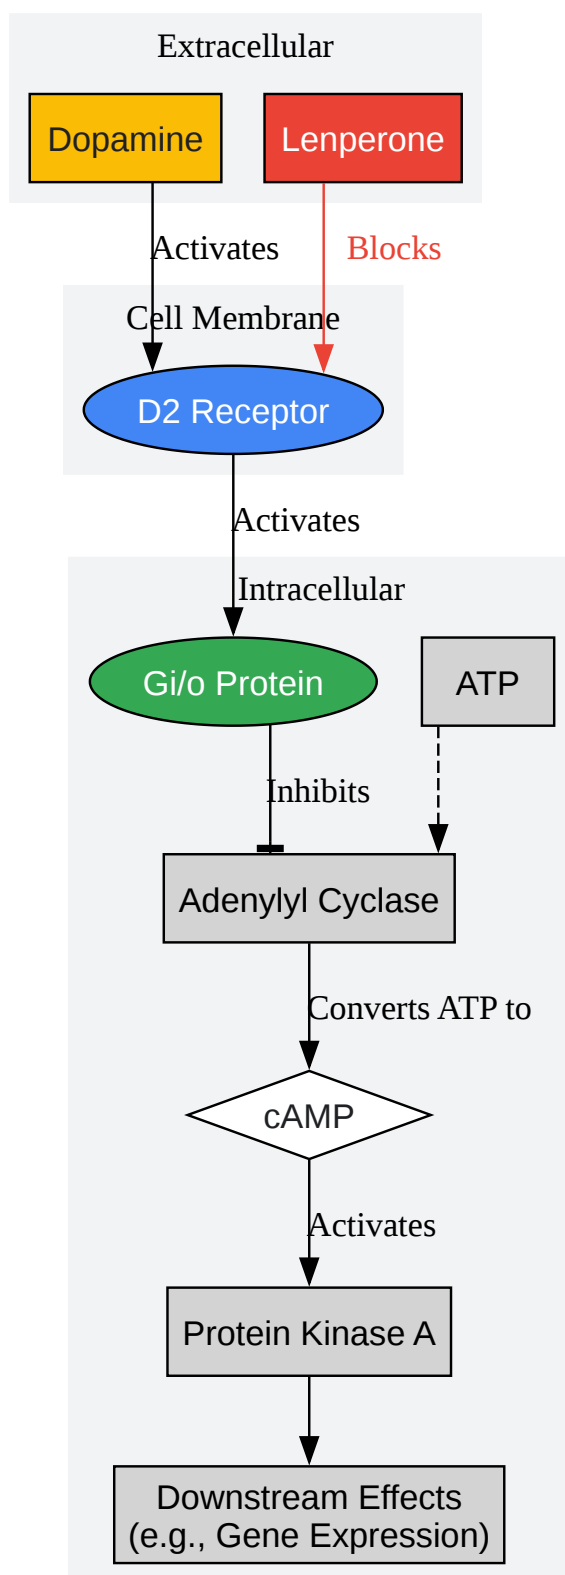 Extracellular
Dopamine
Lenperone
Activates
Blocks
Cell Membrane
D2 Receptor
Activates
Intracellular
Gi/o Protein
ATP
Inhibits
Adenylyl Cyclase
Converts ATP to
cAMP
Activates
Protein Kinase A
Downstream Effects
(e.g., Gene Expression)